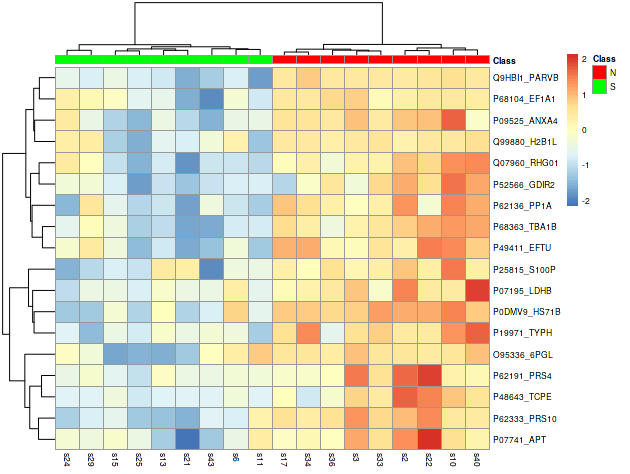 Class
Q9HBI1_PARVB
P68104_EF1A1
P09525_ANXA4
Q99880_H2B1L
Q07960_RHG01
P52566_GDIR2
P62136_PP1A
P68363_TBA1B
P49411_EFTU
P25815_S100P
P07195_LDHB
P0DMV9_HS71B
P19971_TYPH
O95336_6PGL
P62191_PRS4
P48643_TCPE
P62333_PRS10
P07741_APT
s24 s29 s15 s25 s13 s21 s43 s6 s11 s17 s34 s36 s3 s33 s2 s22 s10 s40
2
1
0
-1
-2
Class
N
S